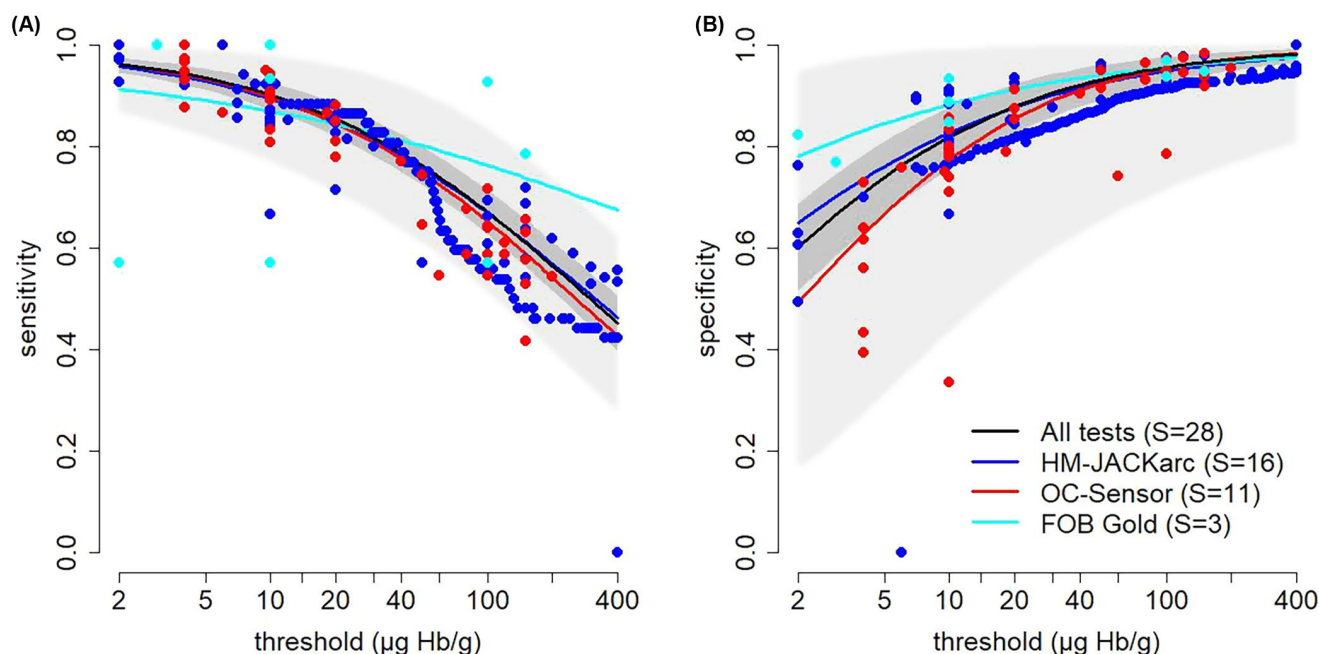 (A)
1.0
0.8
0.6
0.4
0.2
0.0
sensitivity
2 5 10 20 40 100 400
threshold (µg Hb/g)
(B)
1.0
0.8
0.6
0.4
0.2
0.0
specificity
All tests (S=28)
HM-JACKarc (S=16)
OC-Sensor (S=11)
FOB Gold (S=3)
2 5 10 20 40 100 400
threshold (µg Hb/g)